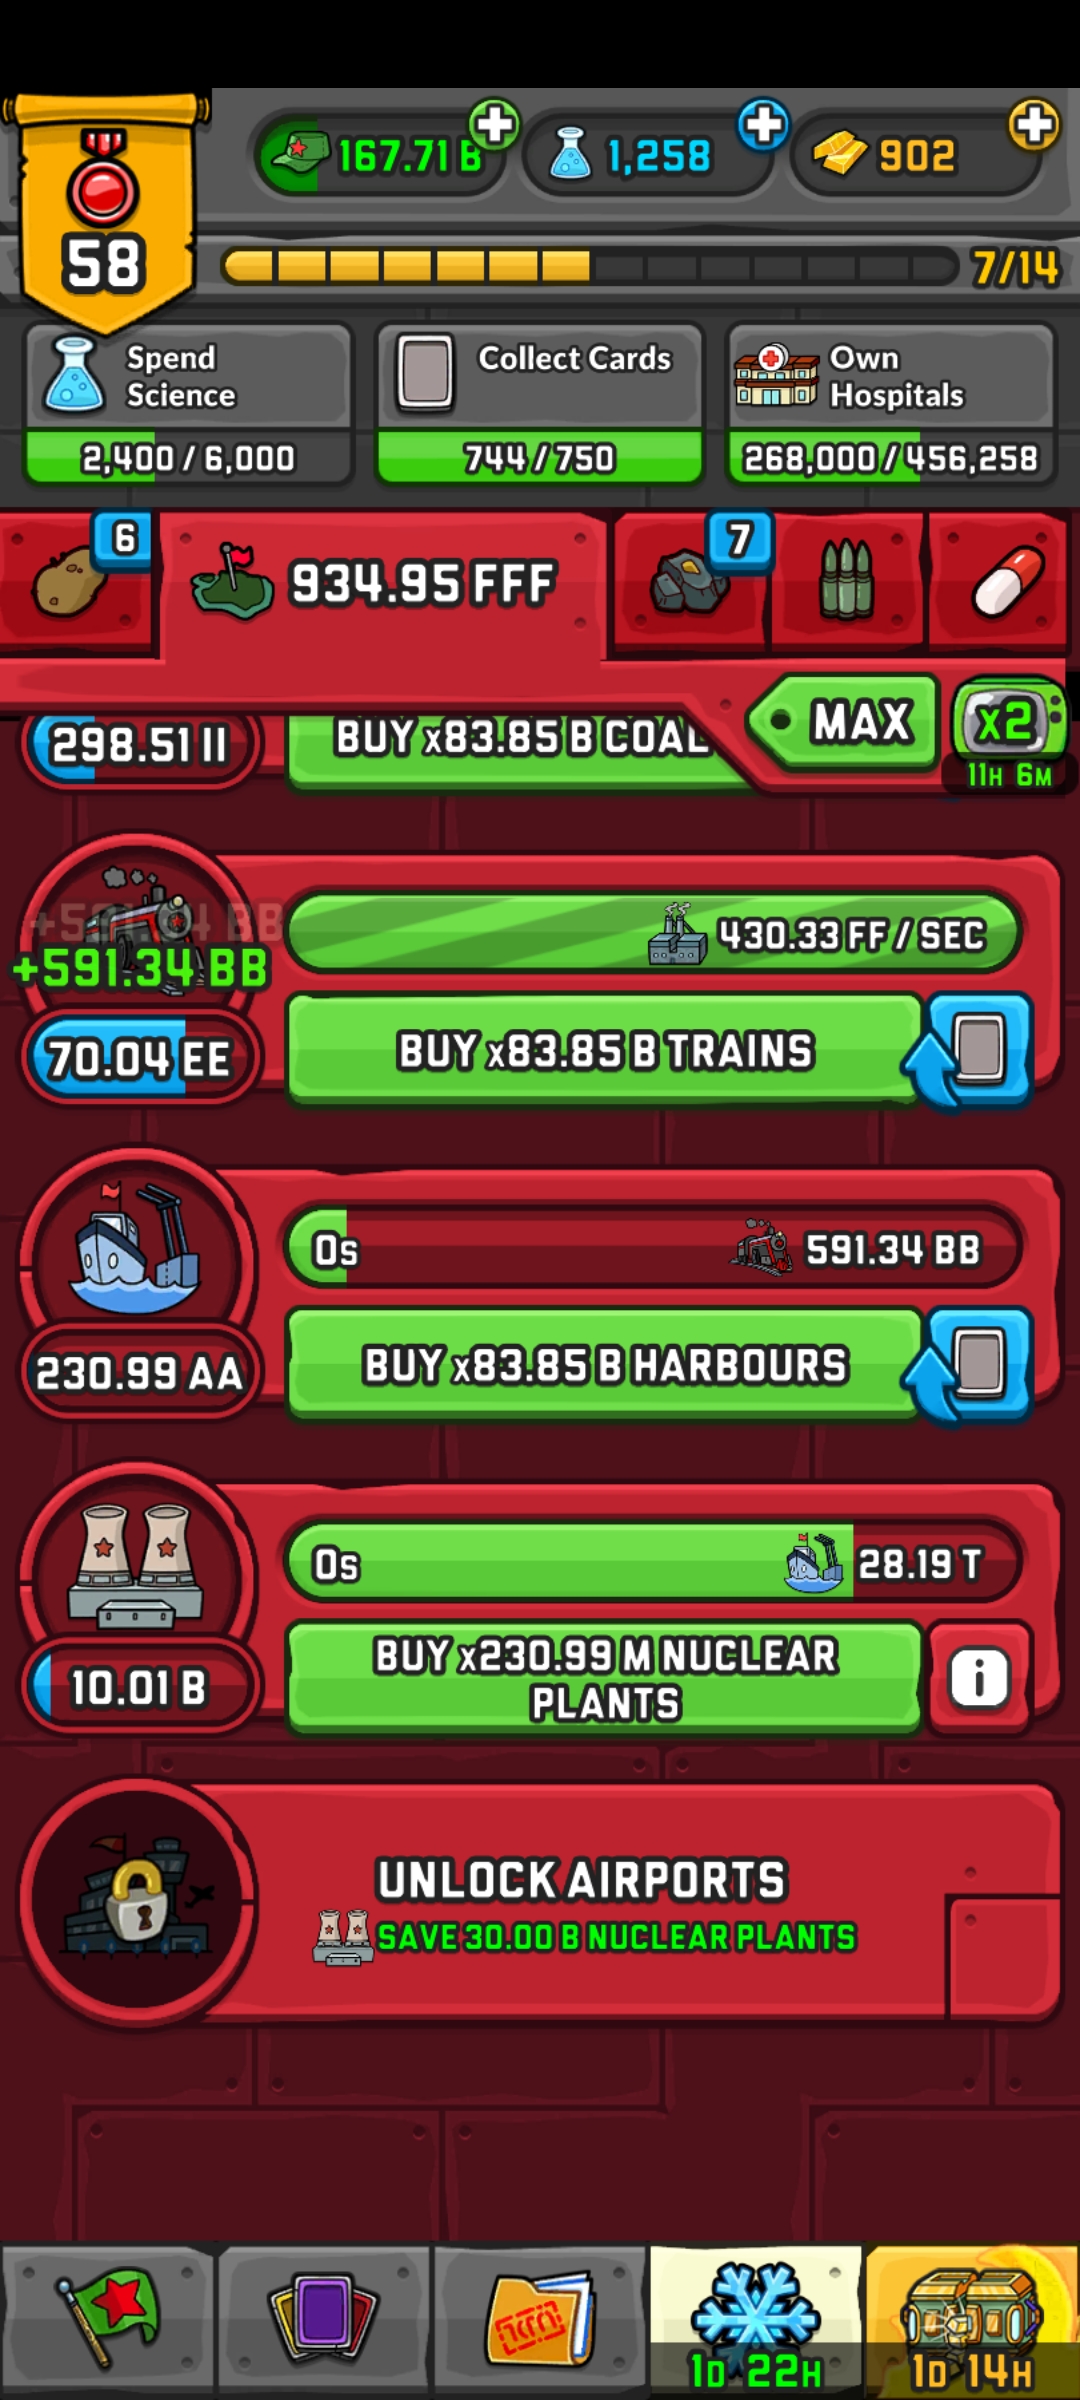 167.71 B
1,258
902
58
7/14
Spend
Science
2,400 / 6,000
Collect Cards
744 / 750
Own
Hospitals
268,000 / 456,258
6
934.95 FFF
7
MAX
x2
11H 6M
298.51 II
BUY x83.85 B COAL
+591.34 BB
+591.34 BB
430.33 FF / SEC
70.04 EE
BUY x83.85 B TRAINS
0s
591.34 BB
230.99 AA
BUY x83.85 B HARBOURS
0s
28.19 T
10.01 B
BUY x230.99 M NUCLEAR
PLANTS
i
UNLOCK AIRPORTS
SAVE 30.00 B NUCLEAR PLANTS
1D 22H
1D 14H